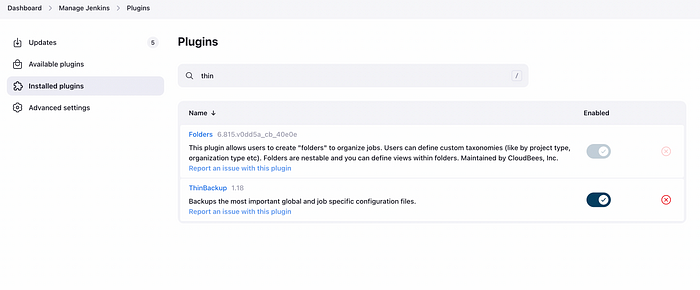 Dashboard > Manage Jenkins > Plugins
Updates 5
Available plugins
Installed plugins
Advanced settings
Plugins
thin /
Name ↓ Enabled
Folders 6.815.v0dd5a_cb_40e0e
This plugin allows users to create "folders" to organize jobs. Users can define custom taxonomies (like by project type,
organization type etc). Folders are nestable and you can define views within folders. Maintained by CloudBees, Inc.
Report an issue with this plugin
ThinBackup 1.18
Backups the most important global and job specific configuration files.
Report an issue with this plugin